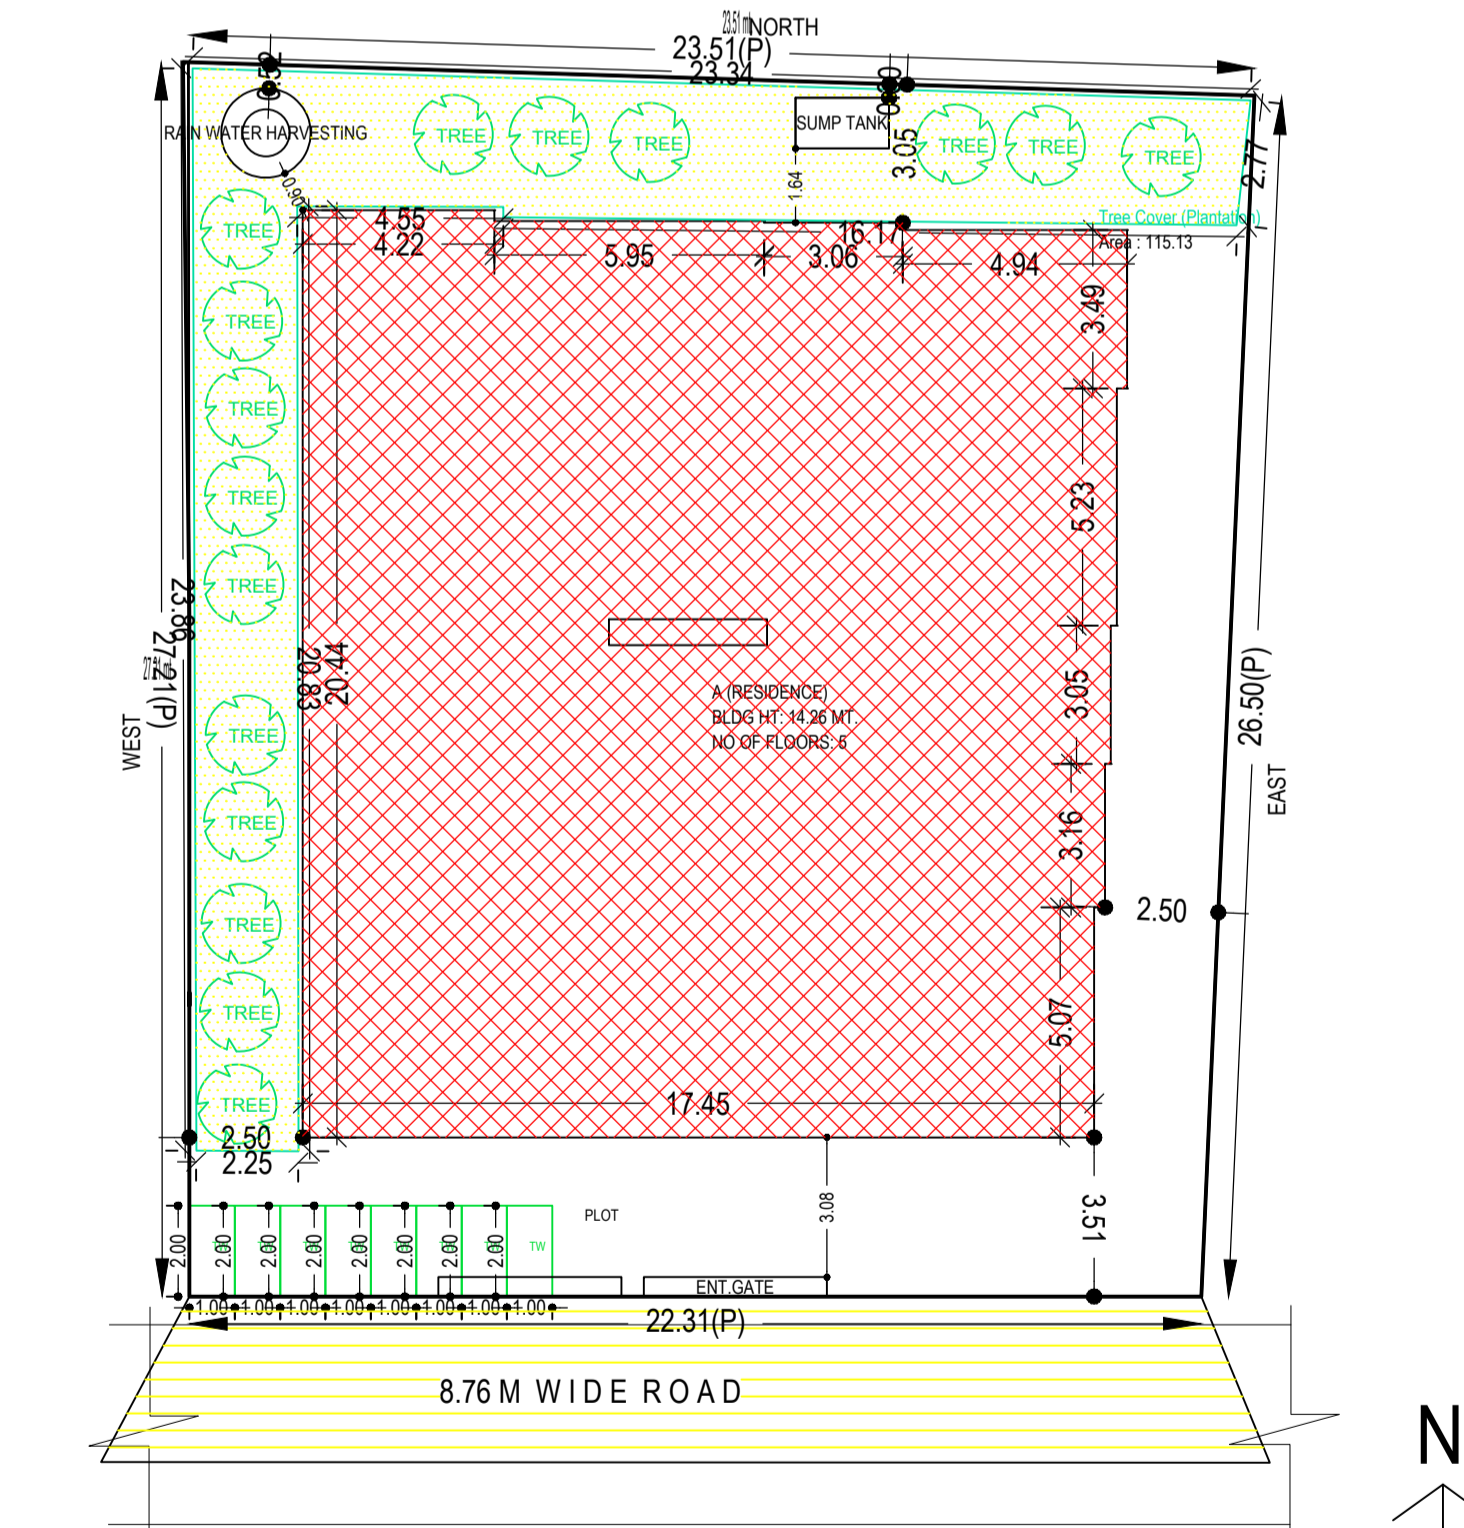 23.51 m
NORTH
23.51(P)
23.34
0.52
RAIN WATER HARVESTING
TREE
TREE
TREE
SUMP TANK
3.05
TREE
TREE
TREE
2.77
0.90
1.64
Tree Cover (Plantation)
Area : 115.13
TREE
4.55
4.22
5.95
16.17
3.06
4.94
3.49
TREE
TREE
TREE
5.23
TREE
23.86
27.21(P)
20.83
20.44
WEST
A (RESIDENCE)
BLDG HT: 14.26 MT.
NO OF FLOORS: 5
3.05
26.50(P)
EAST
TREE
TREE
3.16
TREE
2.50
TREE
5.07
TREE
17.45
2.50
2.25
PLOT
3.08
3.51
2.00
2.00
2.00
2.00
2.00
2.00
2.00
2.00
TW
ENT.GATE
1.00
1.00
1.00
1.00
1.00
1.00
1.00
1.00
22.31(P)
8.76 M WIDE ROAD
N